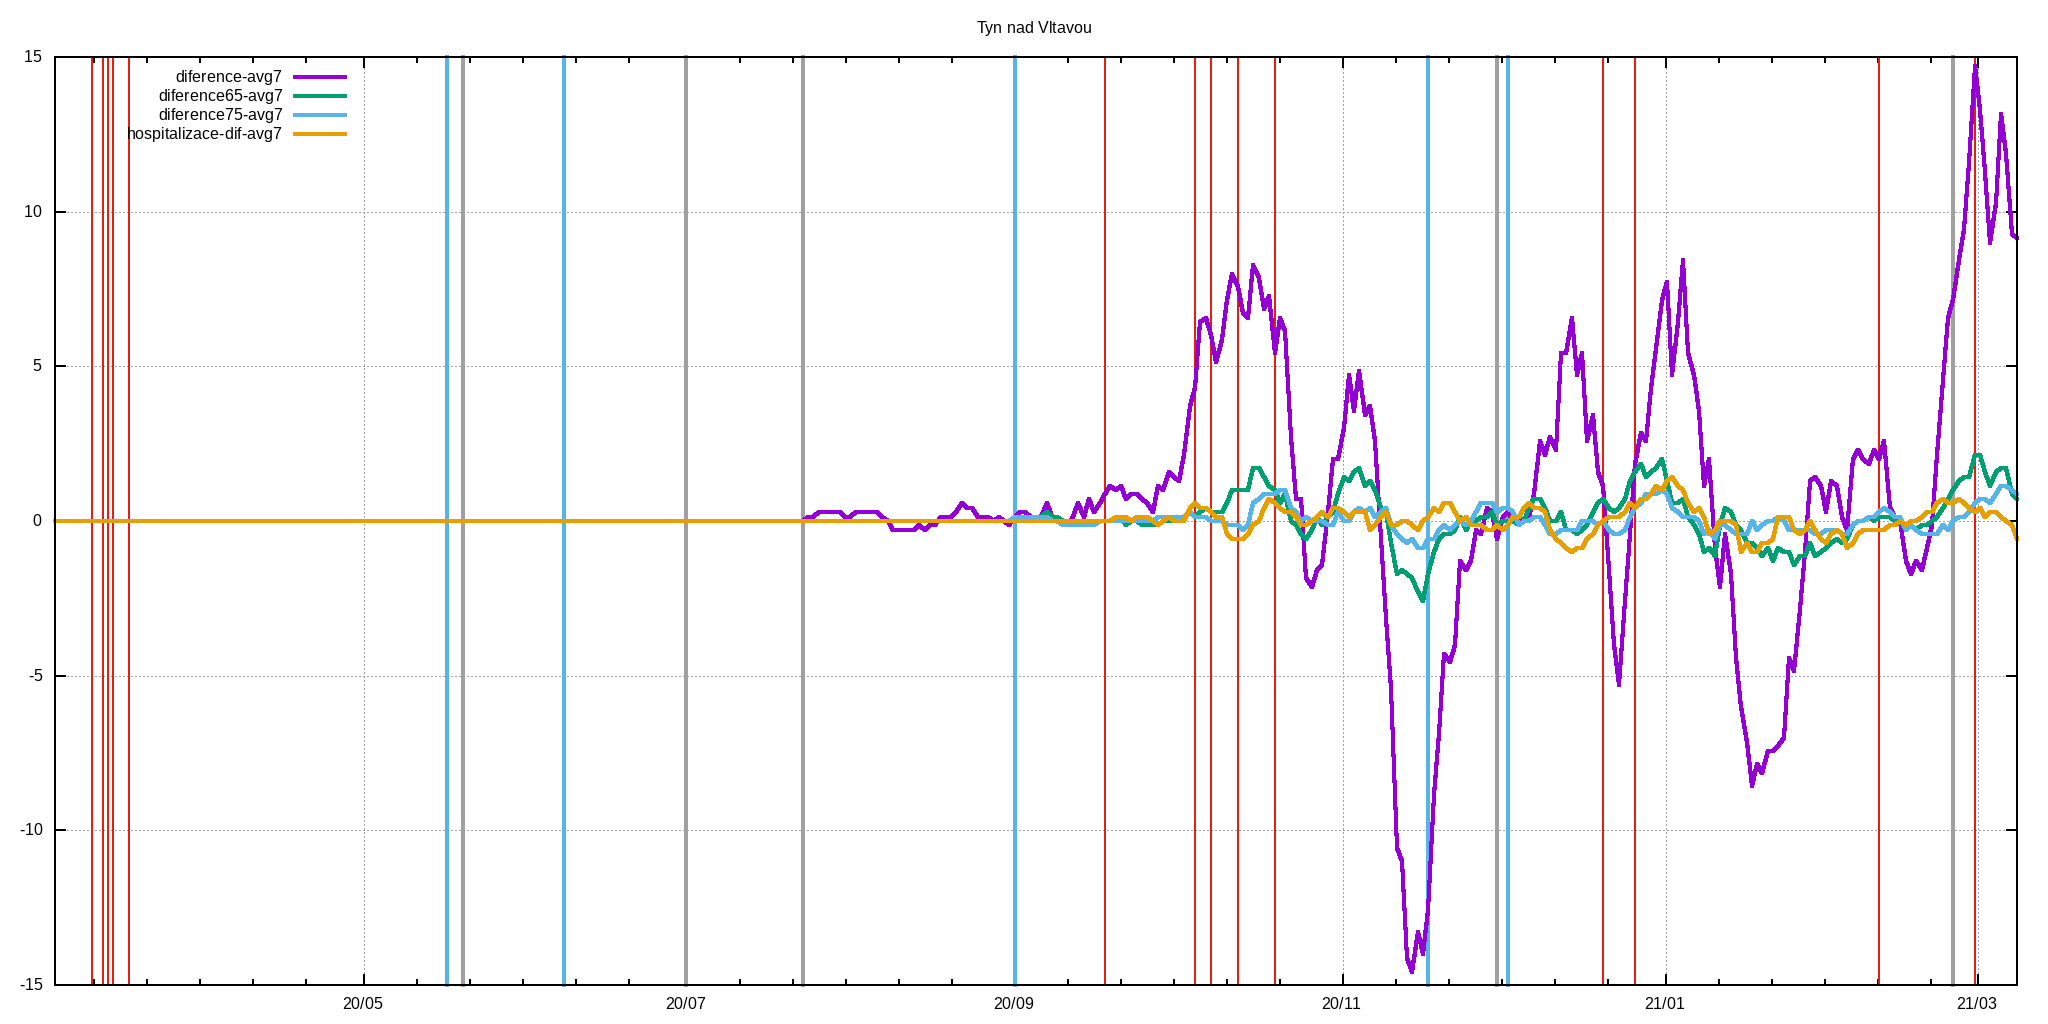 Tyn nad Vltavou
15
diference-avg7
diference65-avg7
diference75-avg7
hospitalizace-dif-avg7
10
5
0
-5
-10
-15
20/05 20/07 20/09 20/11 21/01 21/03